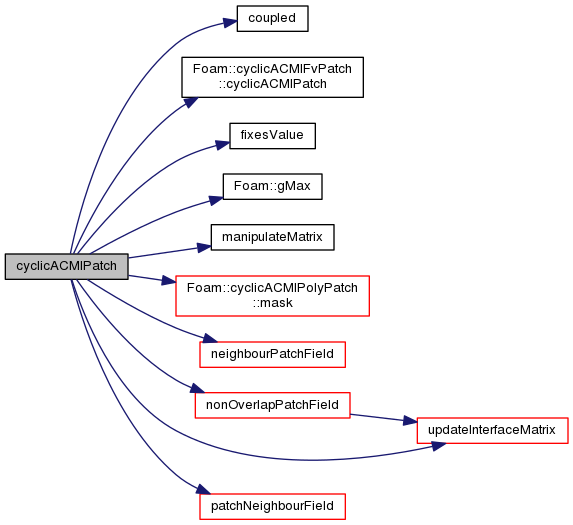 coupled
Foam::cyclicACMIFvPatch
::cyclicACMIPatch
fixesValue
Foam::gMax
manipulateMatrix
cyclicACMIPatch
Foam::cyclicACMIPolyPatch
::mask
neighbourPatchField
nonOverlapPatchField
updateInterfaceMatrix
patchNeighbourField